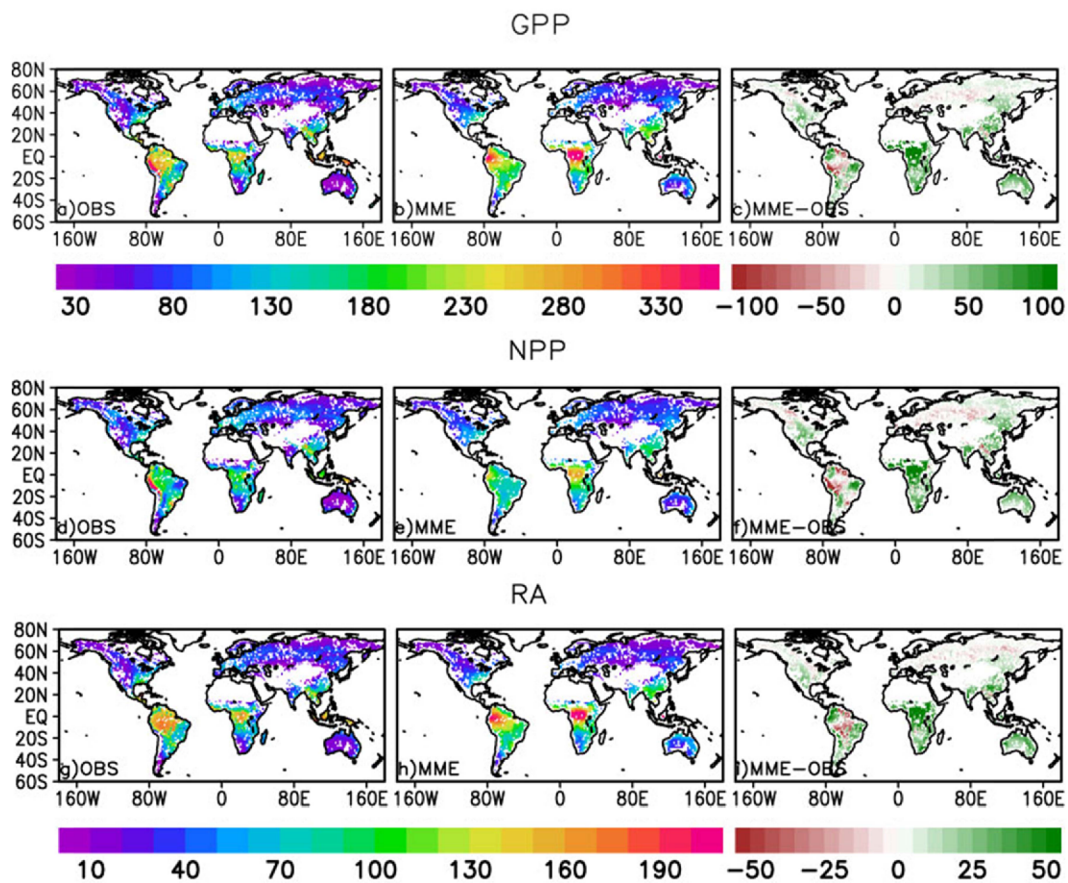 GPP
80N
60N
40N
20N
EQ
20S
40S
60S
a)OBS
b)MME
c)MME-OBS
160W 80W 0 80E 160E 160W 80W 0 80E 160E 160W 80W 0 80E 160E
30 80 130 180 230 280 330 -100 -50 0 50 100
NPP
80N
60N
40N
20N
EQ
20S
40S
60S
d)OBS
e)MME
f)MME-OBS
160W 80W 0 80E 160E 160W 80W 0 80E 160E 160W 80W 0 80E 160E
RA
80N
60N
40N
20N
EQ
20S
40S
60S
g)OBS
h)MME
i)MME-OBS
160W 80W 0 80E 160E 160W 80W 0 80E 160E 160W 80W 0 80E 160E
10 40 70 100 130 160 190 -50 -25 0 25 50